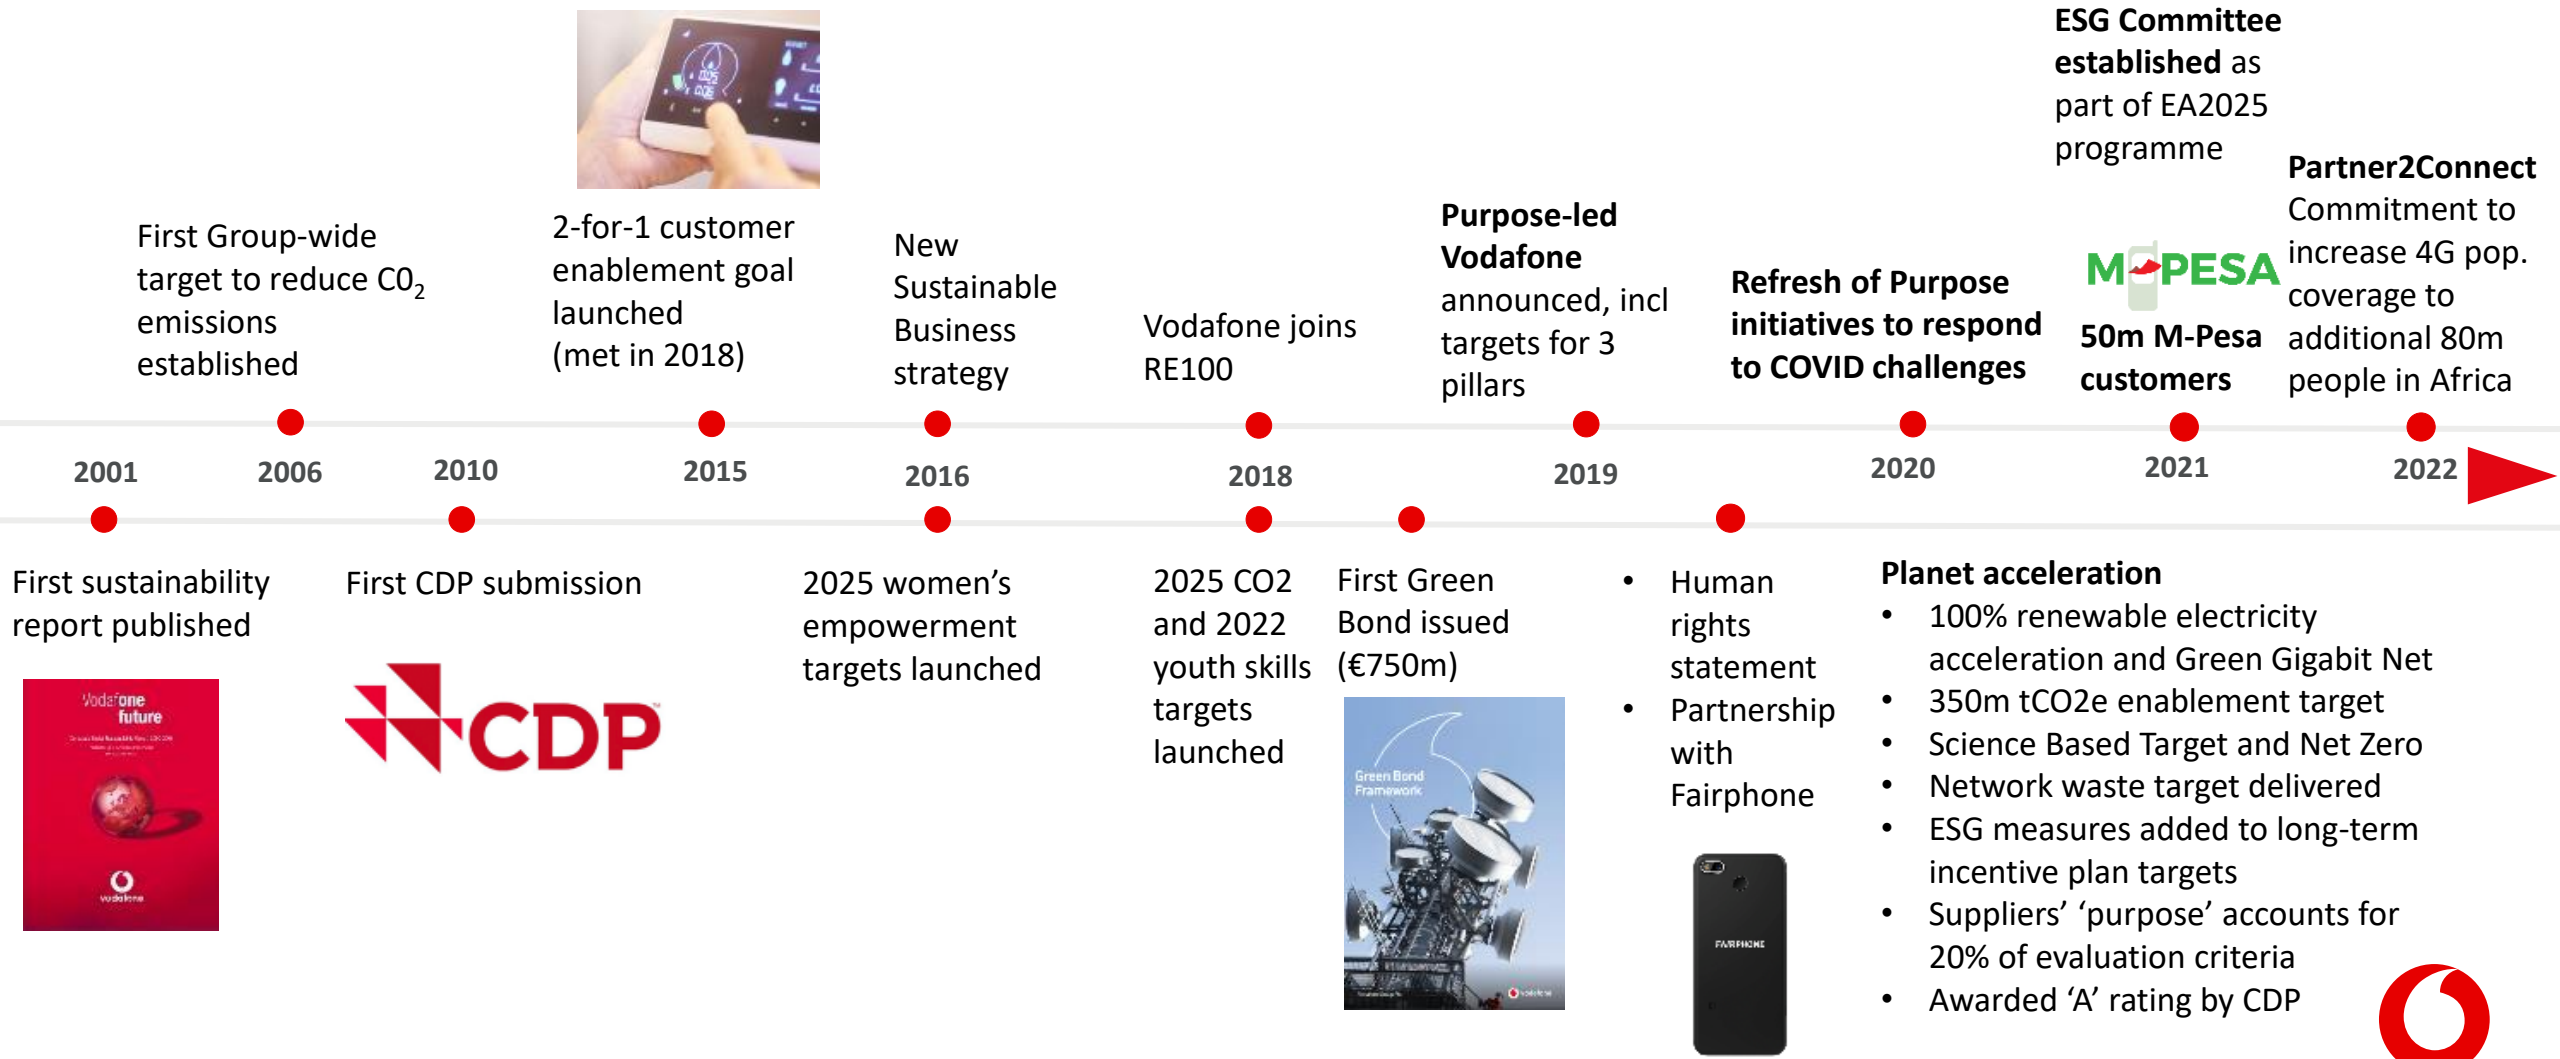 First Group-wide
target to reduce C0₂
emissions
established
2-for-1 customer
enablement goal
launched
(met in 2018)
New
Sustainable
Business
strategy
Vodafone joins
RE100
Purpose-led
Vodafone
announced, incl
targets for 3
pillars
Refresh of Purpose
initiatives to respond
to COVID challenges
ESG Committee
established as
part of EA2025
programme
M-PESA
50m M-Pesa
customers
Partner2Connect
Commitment to
increase 4G pop.
coverage to
additional 80m
people in Africa
2001
2006
2010
2015
2016
2018
2019
2020
2021
2022
First sustainability
report published
Vodafone
future
vodafone
First CDP submission
CDP
2025 women’s
empowerment
targets launched
2025 CO2
and 2022
youth skills
targets
launched
First Green
Bond issued
(€750m)
Green Bond
Framework
vodafone
• Human
rights
statement
• Partnership
with
Fairphone
FAIRPHONE
Planet acceleration
• 100% renewable electricity
acceleration and Green Gigabit Net
• 350m tCO2e enablement target
• Science Based Target and Net Zero
• Network waste target delivered
• ESG measures added to long-term
incentive plan targets
• Suppliers’ ‘purpose’ accounts for
20% of evaluation criteria
• Awarded ‘A’ rating by CDP